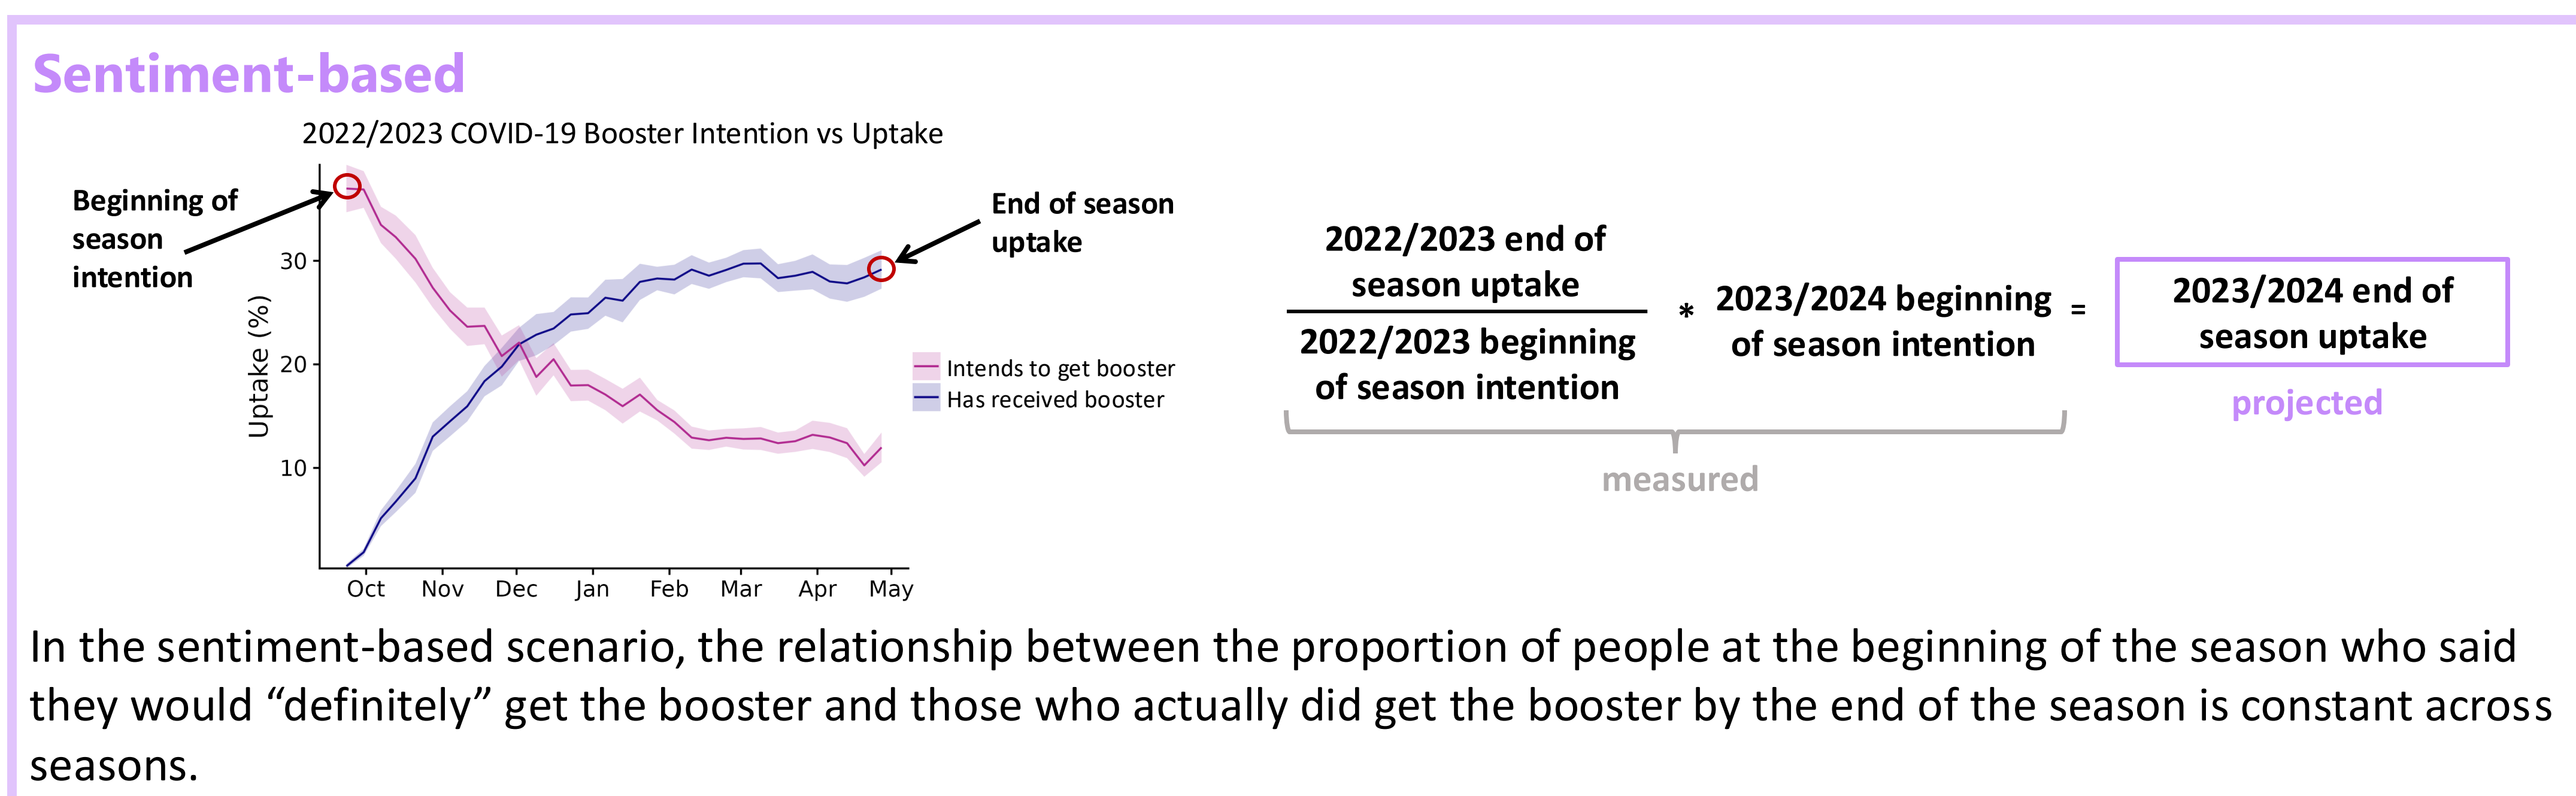 Sentiment-based
2022/2023 COVID-19 Booster Intention vs Uptake
Beginning of
season
intention
End of season
uptake
Uptake (%)
30
20
10
Oct Nov Dec Jan Feb Mar Apr May
Intends to get booster
Has received booster
2022/2023 end of
season uptake
2022/2023 beginning
of season intention
*
2023/2024 beginning
of season intention
=
2023/2024 end of
season uptake
projected
measured
In the sentiment-based scenario, the relationship between the proportion of people at the beginning of the season who said
they would “definitely” get the booster and those who actually did get the booster by the end of the season is constant across
seasons.